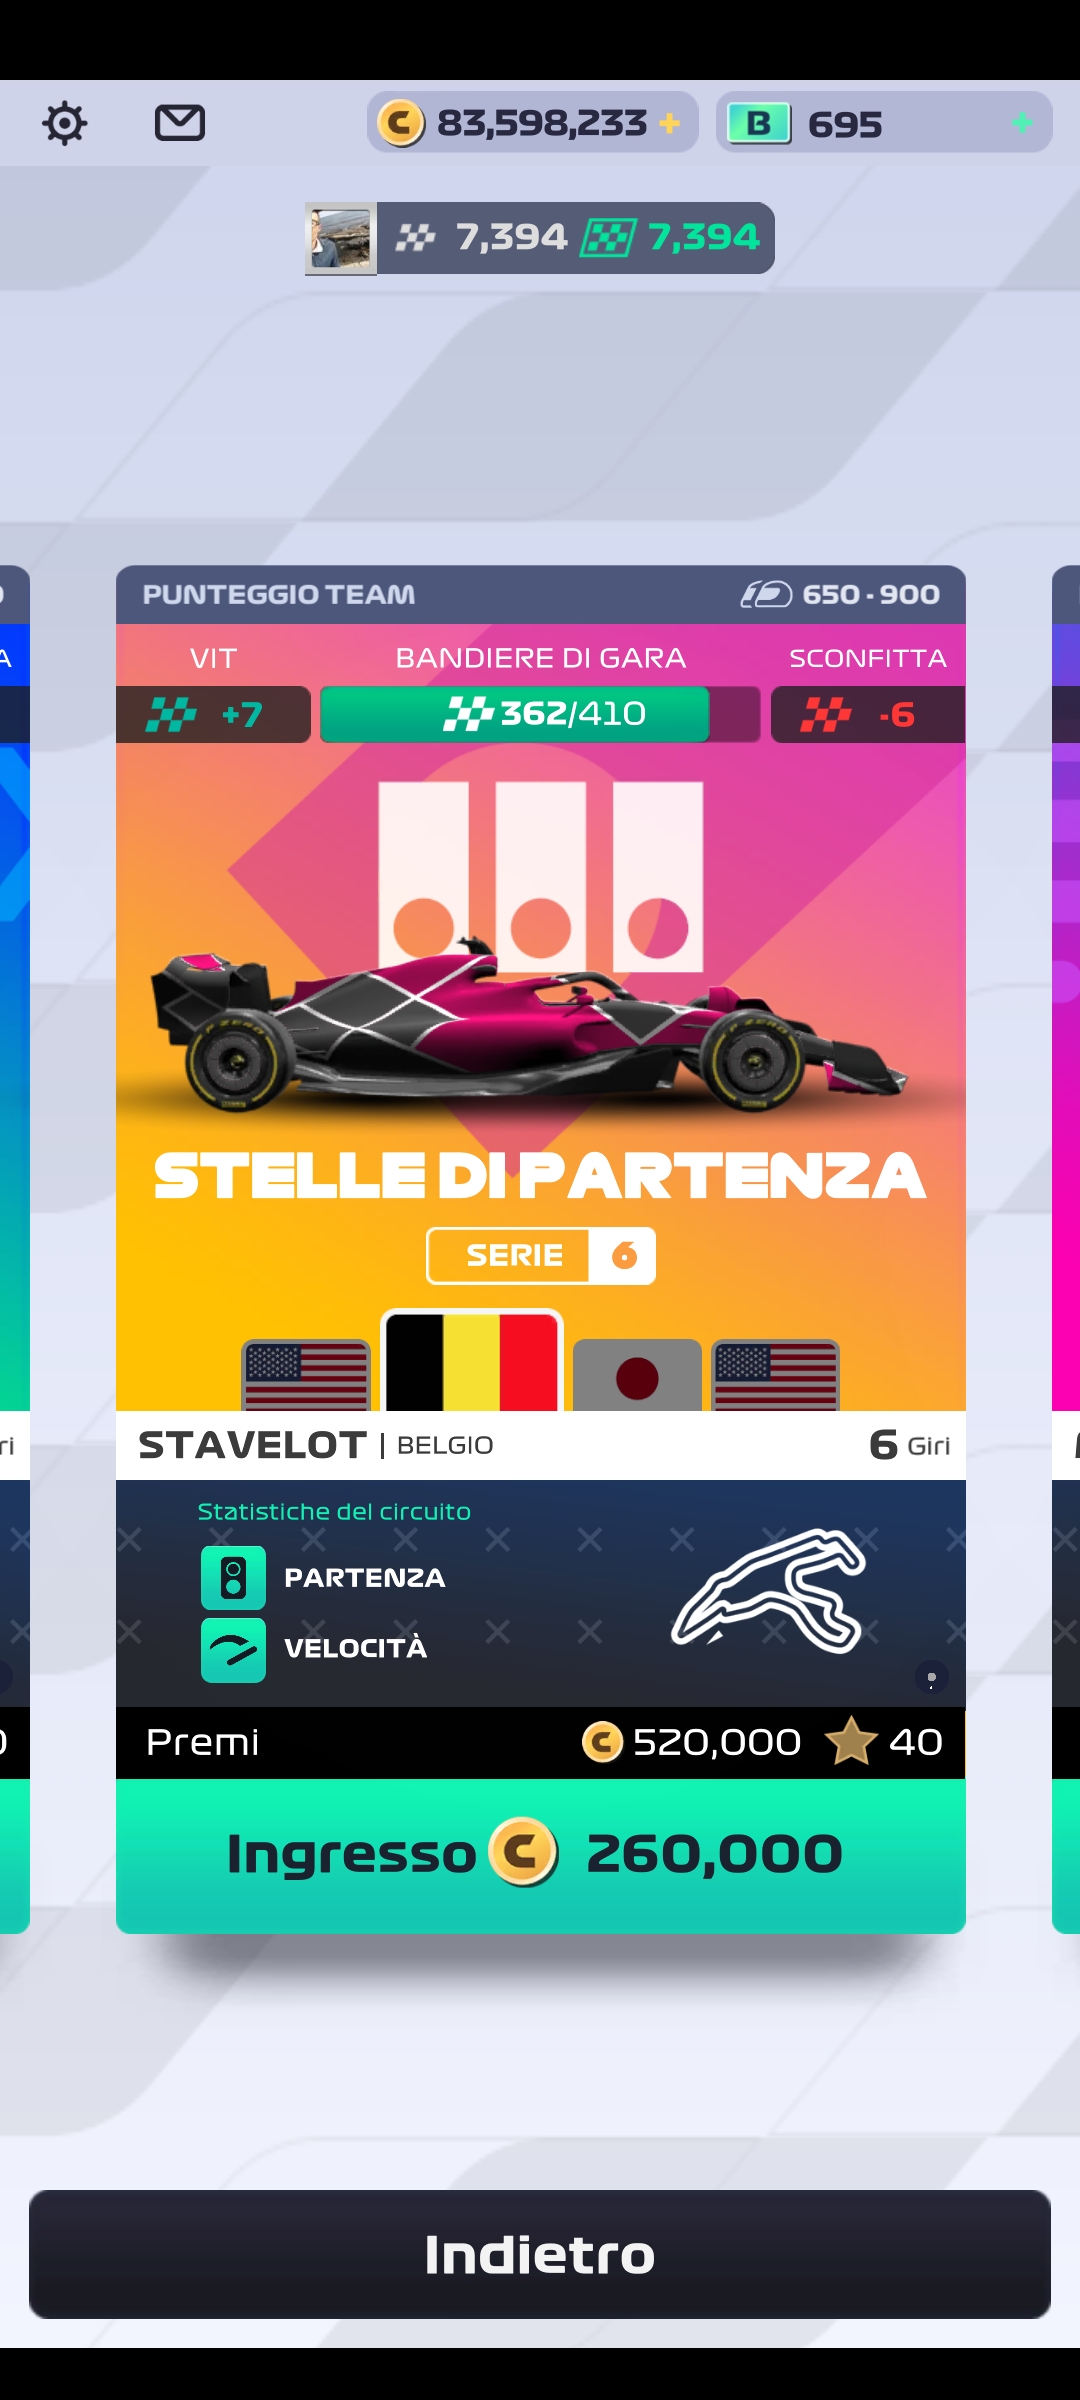 C 83,598,233 +
B 695 +
7,394 7,394
PUNTEGGIO TEAM 650 - 900
VIT BANDIERE DI GARA SCONFITTA
+7 362/410 -6
P ZERO P ZERO
STELLE DI PARTENZA
SERIE 6
STAVELOT | BELGIO 6 Giri
Statistiche del circuito
PARTENZA
VELOCITÀ
Premi C 520,000 40
Ingresso C 260,000
Indietro